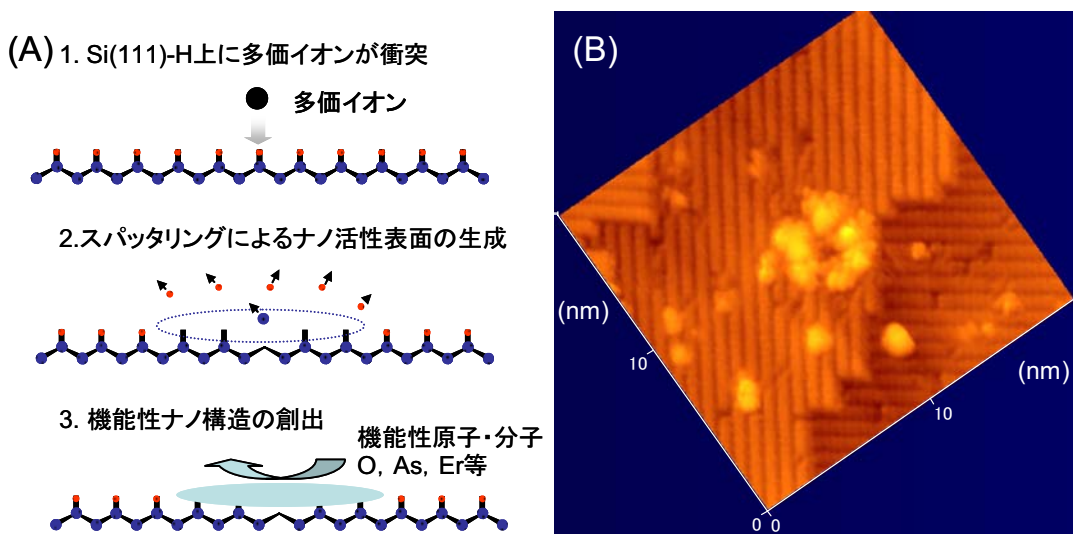 (A)
1. Si(111)-H上に多価イオンが衝突
多価イオン
2.スパッタリングによるナノ活性表面の生成
3. 機能性ナノ構造の創出
機能性原子・分子
O, As, Er等
(B)
(nm)
10
0 0
10
(nm)